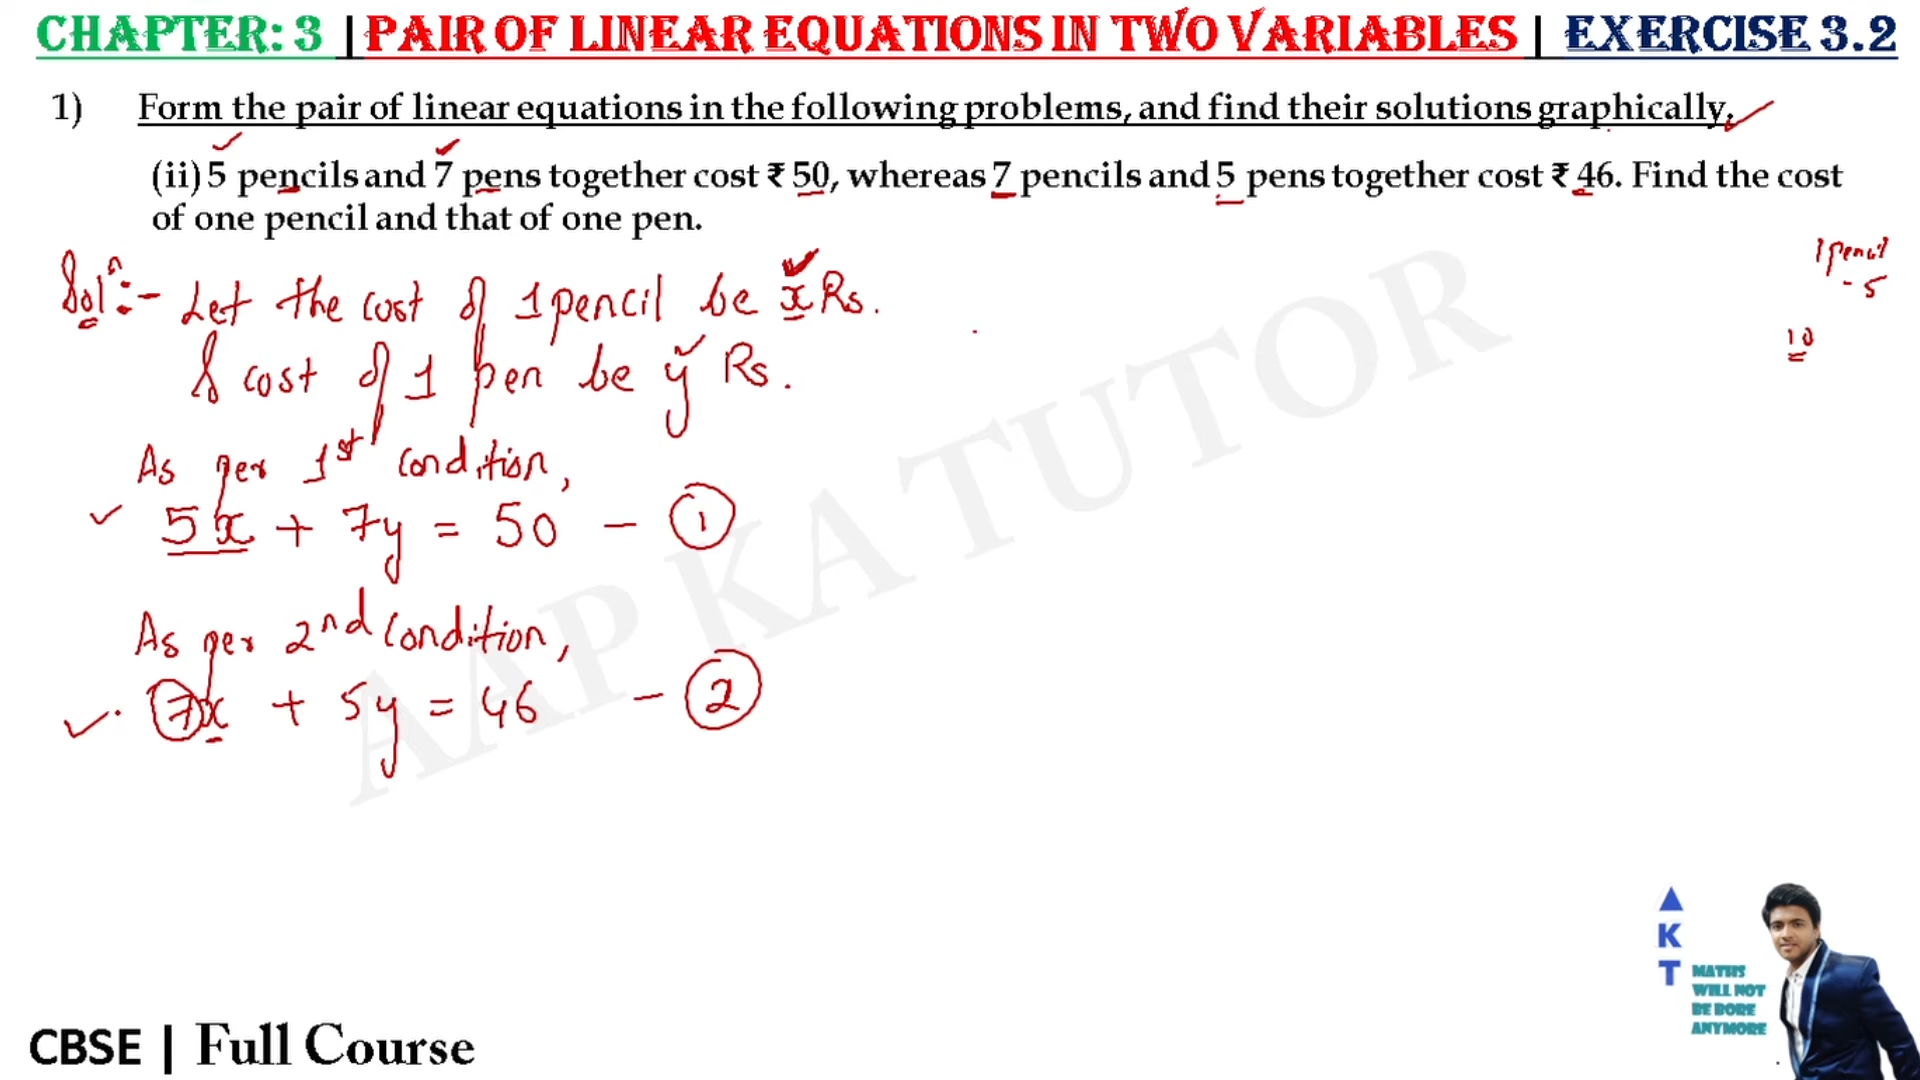 CHAPTER: 3 | PAIR OF LINEAR EQUATIONS IN TWO VARIABLES | EXERCISE 3.2
1) Form the pair of linear equations in the following problems, and find their solutions graphically.
(ii) 5 pencils and 7 pens together cost ₹ 50, whereas 7 pencils and 5 pens together cost ₹ 46. Find the cost
of one pencil and that of one pen.
Solⁿ:- Let the cost of 1 pencil be x Rs.
& cost of 1 pen be y Rs.
As per 1st condition,
5x + 7y = 50 - ①
As per 2nd condition,
7x + 5y = 46 - ②
1 pencil
- 5
10
AAP KA TUTOR
A
K
T
MATHS
WILL NOT
BE BORE
ANYMORE
CBSE | Full Course